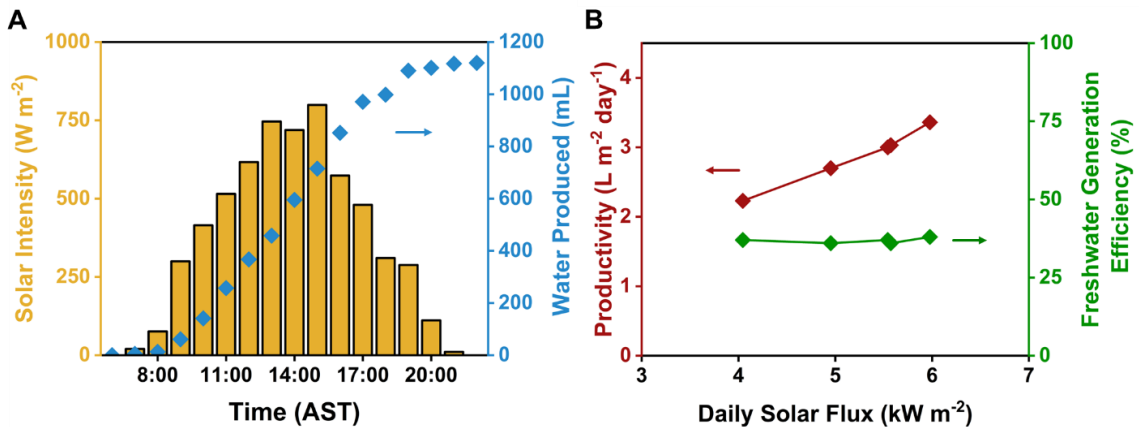 A
Solar Intensity (W m-2)
1000
750
500
250
0
8:00 11:00 14:00 17:00 20:00
Time (AST)
1200
1000
800
600
400
200
0
Water Produced (mL)
B
Productivity (L m-2 day-1)
4
3
2
1
0
3 4 5 6 7
Daily Solar Flux (kW m-2)
100
75
50
25
0
Freshwater Generation
Efficiency (%)